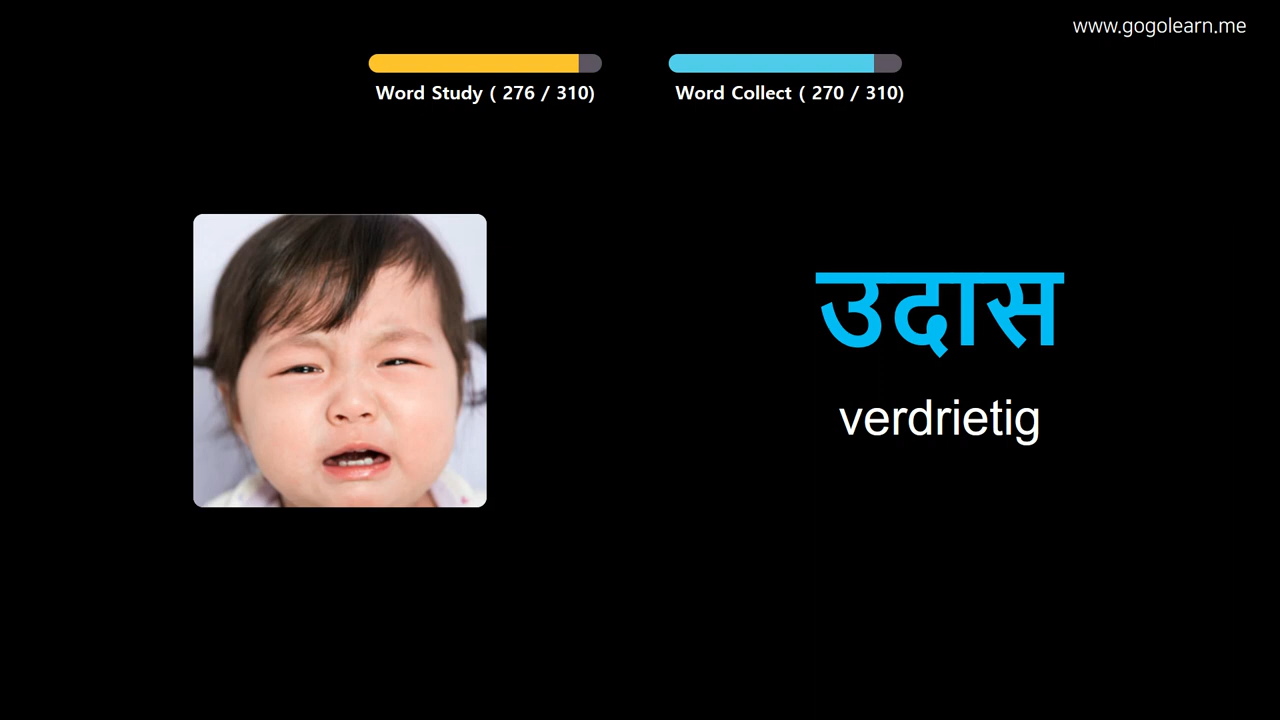 www.gogolearn.me
Word Study ( 276 / 310)
Word Collect ( 270 / 310)
उदास
verdrietig